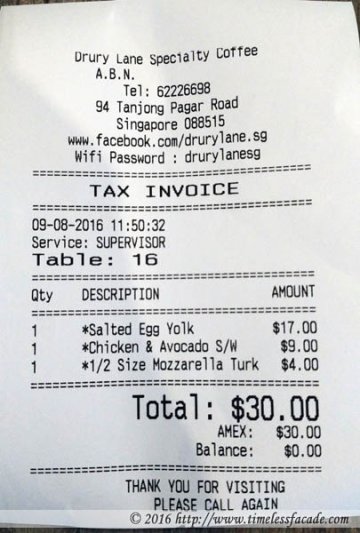 Drury Lane Specialty Coffee
A.B.N.
Tel: 62226698
94 Tanjong Pagar Road
Singapore 088515
www.facebook.com/drurylane.sg
Wifi Password : drurylanesg
TAX INVOICE
09-08-2016 11:50:32
Service: SUPERVISOR
Table: 16
Qty DESCRIPTION AMOUNT
1 *Salted Egg Yolk $17.00
1 *Chicken & Avocado S/W $9.00
1 *1/2 Size Mozzarella Turk $4.00
Total: $30.00
AMEX: $30.00
Balance: $0.00
THANK YOU FOR VISITING
PLEASE CALL AGAIN
© 2016 http://www.timelessfacade.com